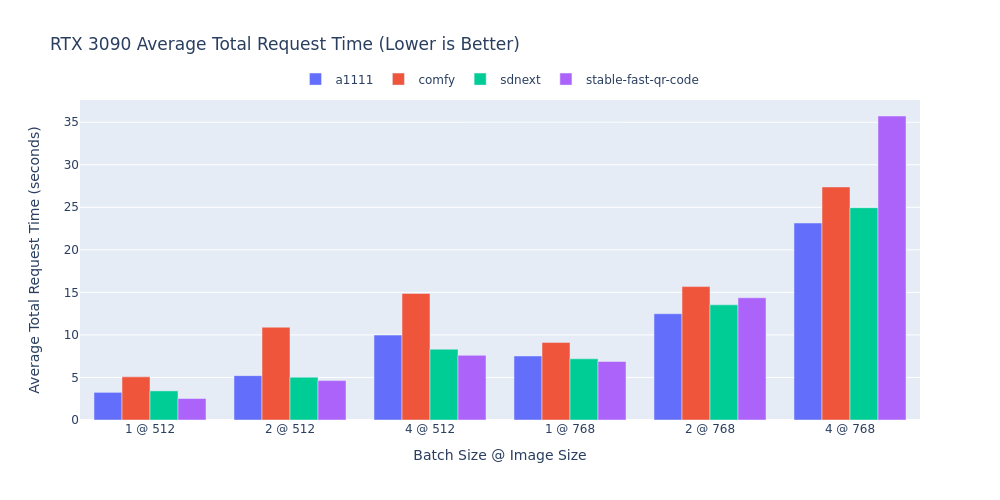 RTX 3090 Average Total Request Time (Lower is Better)
a1111 comfy sdnext stable-fast-qr-code
Average Total Request Time (seconds)
35
30
25
20
15
10
5
0
1 @ 512 2 @ 512 4 @ 512 1 @ 768 2 @ 768 4 @ 768
Batch Size @ Image Size